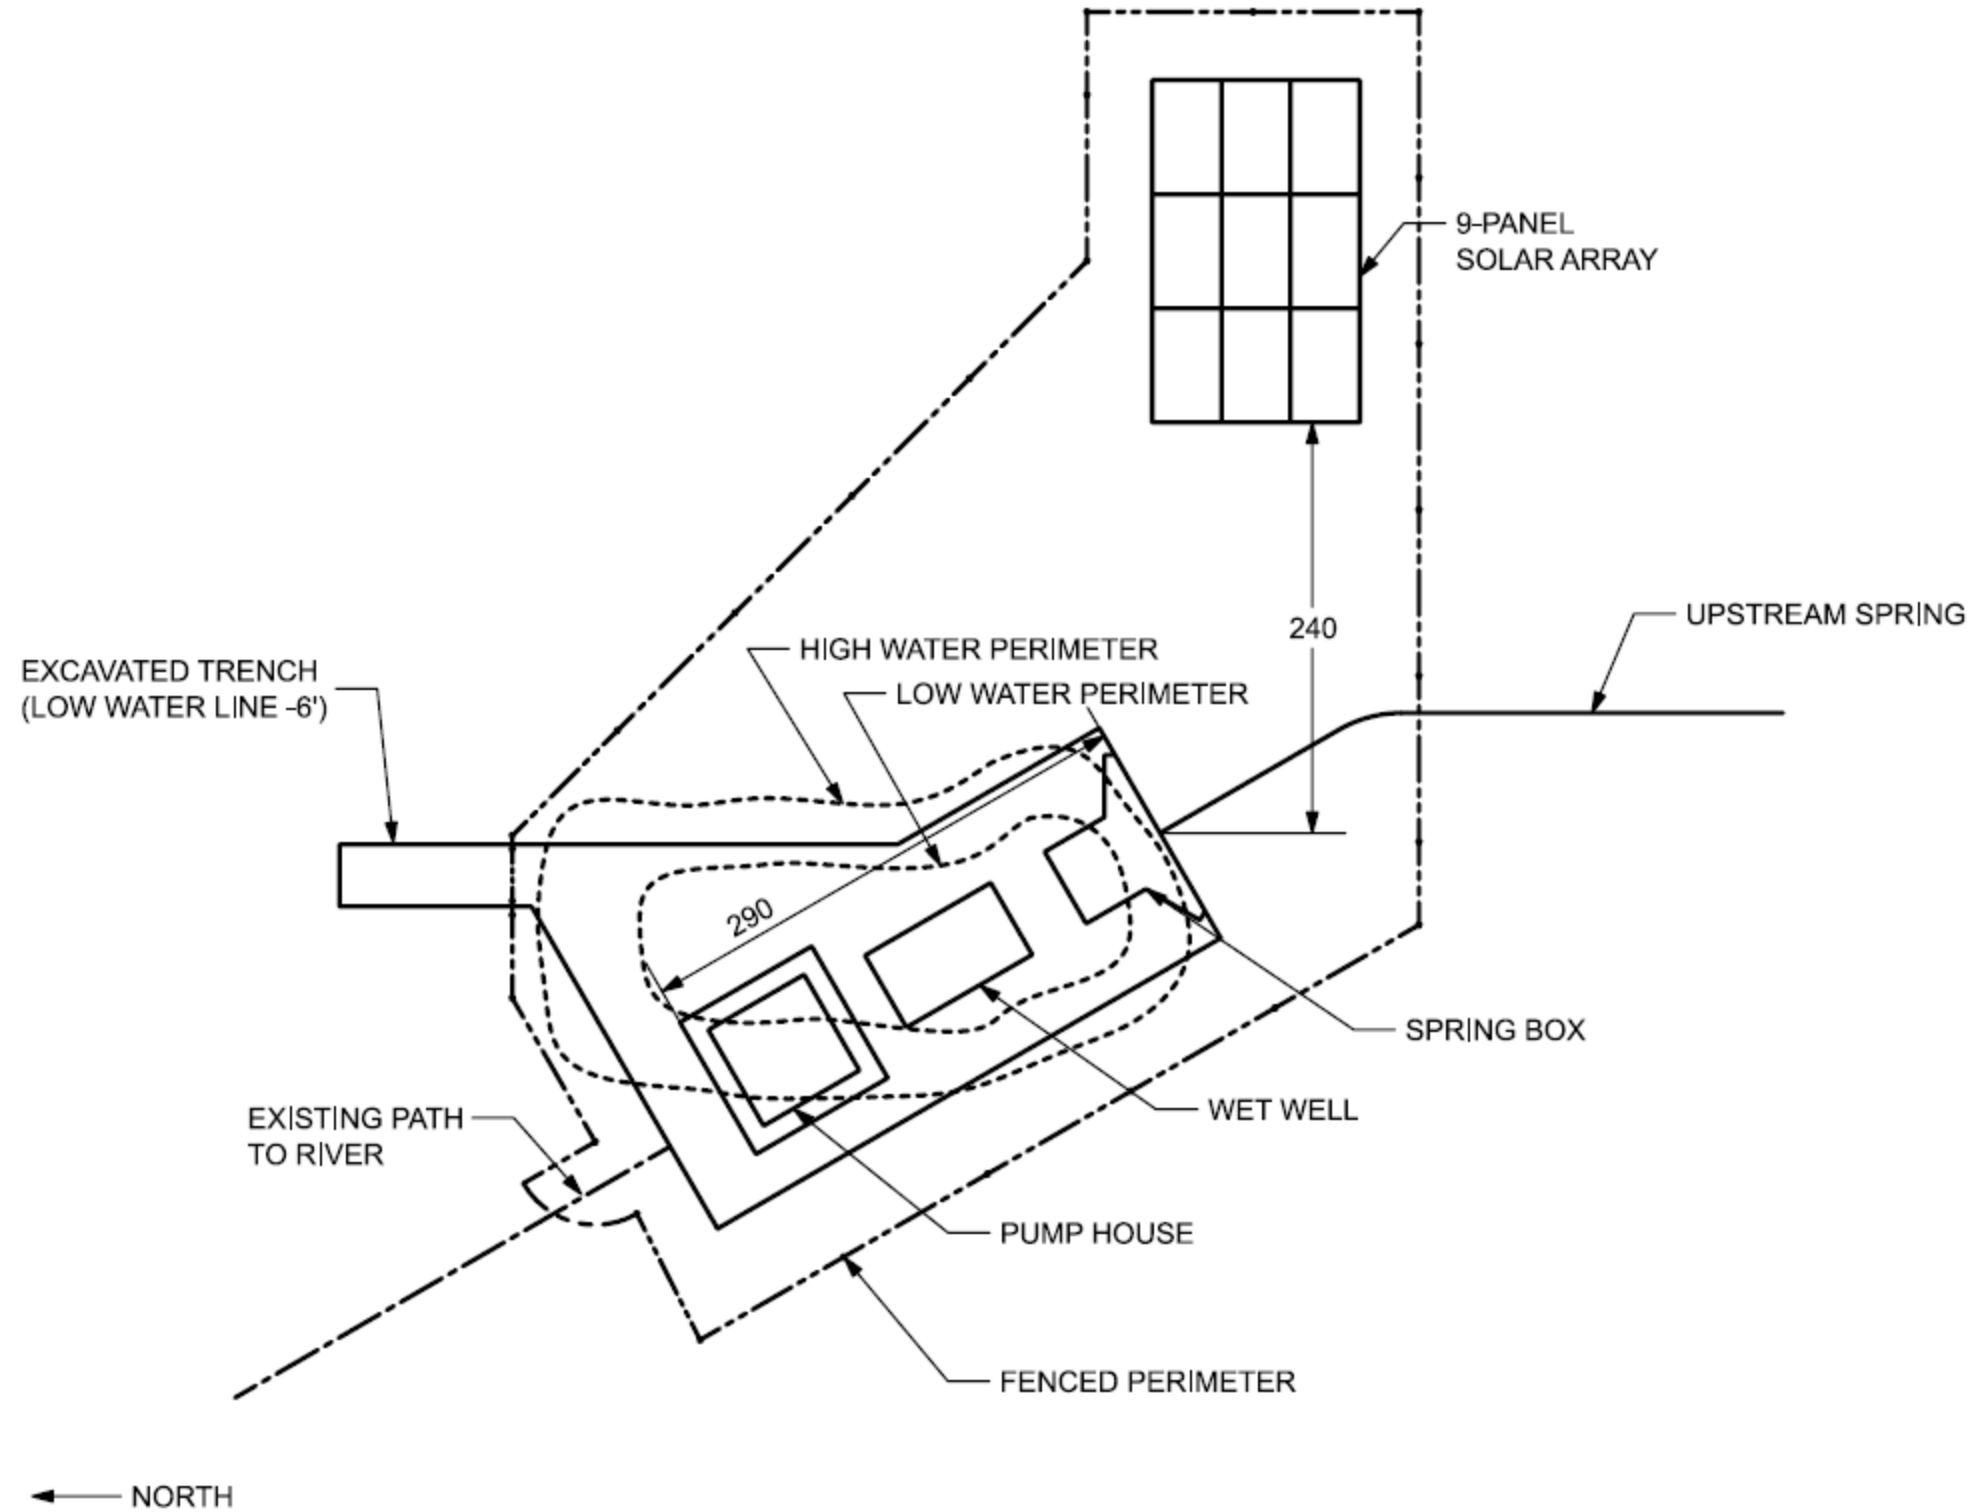 9-PANEL
SOLAR ARRAY
240
UPSTREAM SPRING
HIGH WATER PERIMETER
EXCAVATED TRENCH
(LOW WATER LINE -6')
LOW WATER PERIMETER
290
SPRING BOX
EXISTING PATH
TO RIVER
WET WELL
PUMP HOUSE
FENCED PERIMETER
NORTH